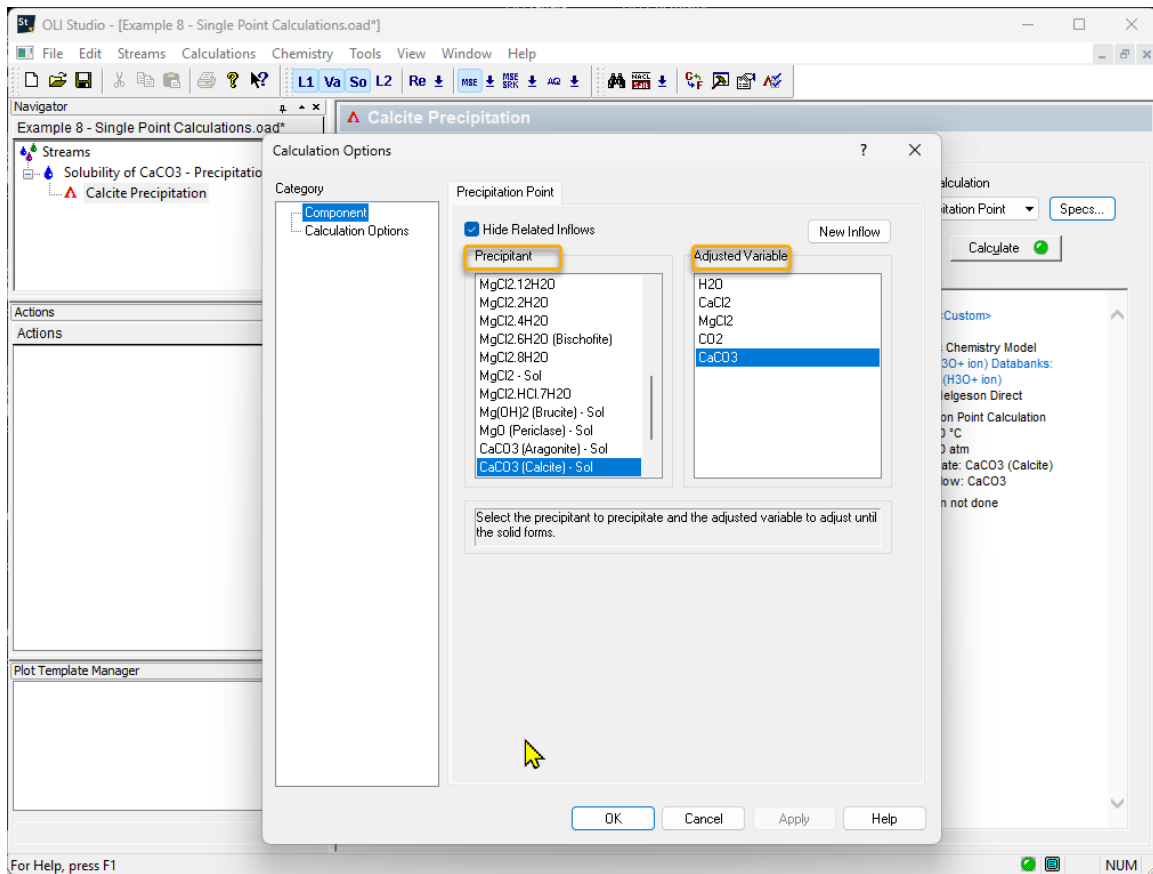 OLI Studio - [Example 8 - Single Point Calculations.oad*]
File Edit Streams Calculations Chemistry Tools View Window Help
L1 Va So L2 Re MSE MSE SRK AQ
Navigator
Example 8 - Single Point Calculations.oad*
Streams
Solubility of CaCO3 - Precipitatio
Calcite Precipitation
Actions
Actions
Plot Template Manager
Calcite Precipitation
Calculation Options
Category
Component
Calculation Options
Precipitation Point
Hide Related Inflows
New Inflow
Precipitant
MgCl2.12H2O
MgCl2.2H2O
MgCl2.4H2O
MgCl2.6H2O (Bischofite)
MgCl2.8H2O
MgCl2 - Sol
MgCl2.HCl.7H2O
Mg(OH)2 (Brucite) - Sol
MgO (Periclase) - Sol
CaCO3 (Aragonite) - Sol
CaCO3 (Calcite) - Sol
Adjusted Variable
H2O
CaCl2
MgCl2
CO2
CaCO3
Select the precipitant to precipitate and the adjusted variable to adjust until
the solid forms.
OK Cancel Apply Help
alculation
itation Point Specs...
Calculate
Custom>
: Chemistry Model
3O+ ion) Databanks:
(H3O+ ion)
Helgeson Direct
on Point Calculation
0 °C
0 atm
ate: CaCO3 (Calcite)
low: CaCO3
n not done
For Help, press F1
NUM